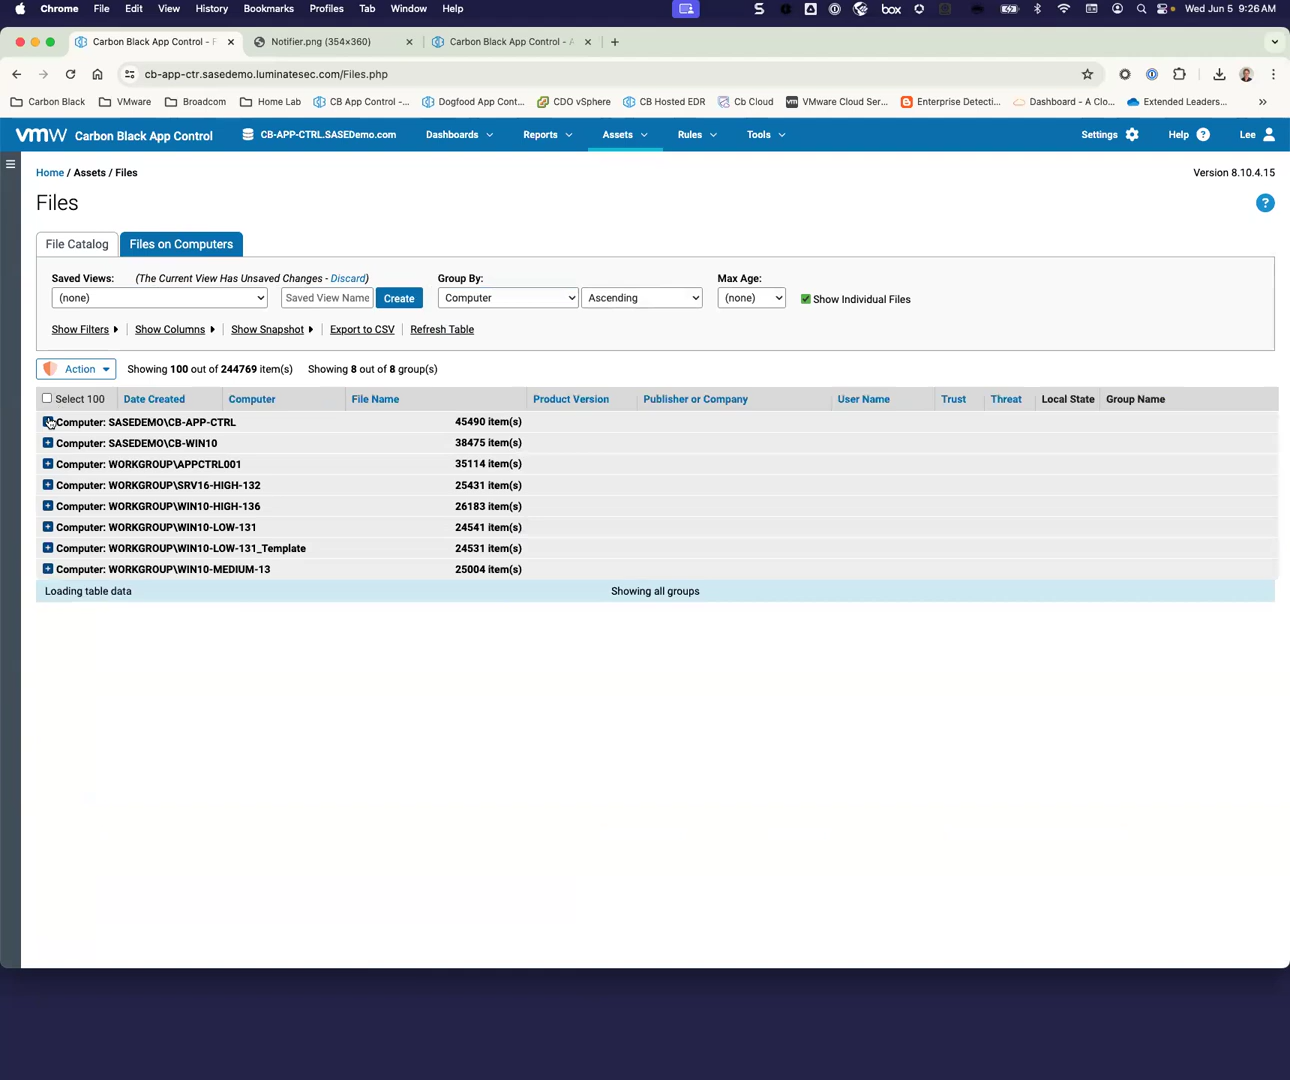 Chrome File Edit View History Bookmarks Profiles Tab Window Help box Wed Jun 5 9:26 AM
Carbon Black App Control - F Notifier.png (354×360) Carbon Black App Control - A
cb-app-ctr.sasedemo.luminatesec.com/Files.php
Carbon Black VMware Broadcom Home Lab CB App Control -... Dogfood App Cont... CDO vSphere CB Hosted EDR Cb Cloud VMware Cloud Ser... Enterprise Detecti... Dashboard - A Clo... Extended Leaders...
vmw Carbon Black App Control CB-APP-CTRL.SASEDemo.com Dashboards Reports Assets Rules Tools Settings Help Lee
Home / Assets / Files Version 8.10.4.15
Files
File Catalog Files on Computers
Saved Views: (The Current View Has Unsaved Changes - Discard) Group By: Max Age:
(none) Saved View Name Create Computer Ascending (none) Show Individual Files
Show Filters Show Columns Show Snapshot Export to CSV Refresh Table
Action Showing 100 out of 244769 item(s) Showing 8 out of 8 group(s)
Select 100 Date Created Computer File Name Product Version Publisher or Company User Name Trust Threat Local State Group Name
Computer: SASEDEMO\CB-APP-CTRL 45490 item(s)
Computer: SASEDEMO\CB-WIN10 38475 item(s)
Computer: WORKGROUP\APPCTRL001 35114 item(s)
Computer: WORKGROUP\SRV16-HIGH-132 25431 item(s)
Computer: WORKGROUP\WIN10-HIGH-136 26183 item(s)
Computer: WORKGROUP\WIN10-LOW-131 24541 item(s)
Computer: WORKGROUP\WIN10-LOW-131_Template 24531 item(s)
Computer: WORKGROUP\WIN10-MEDIUM-13 25004 item(s)
Loading table data Showing all groups